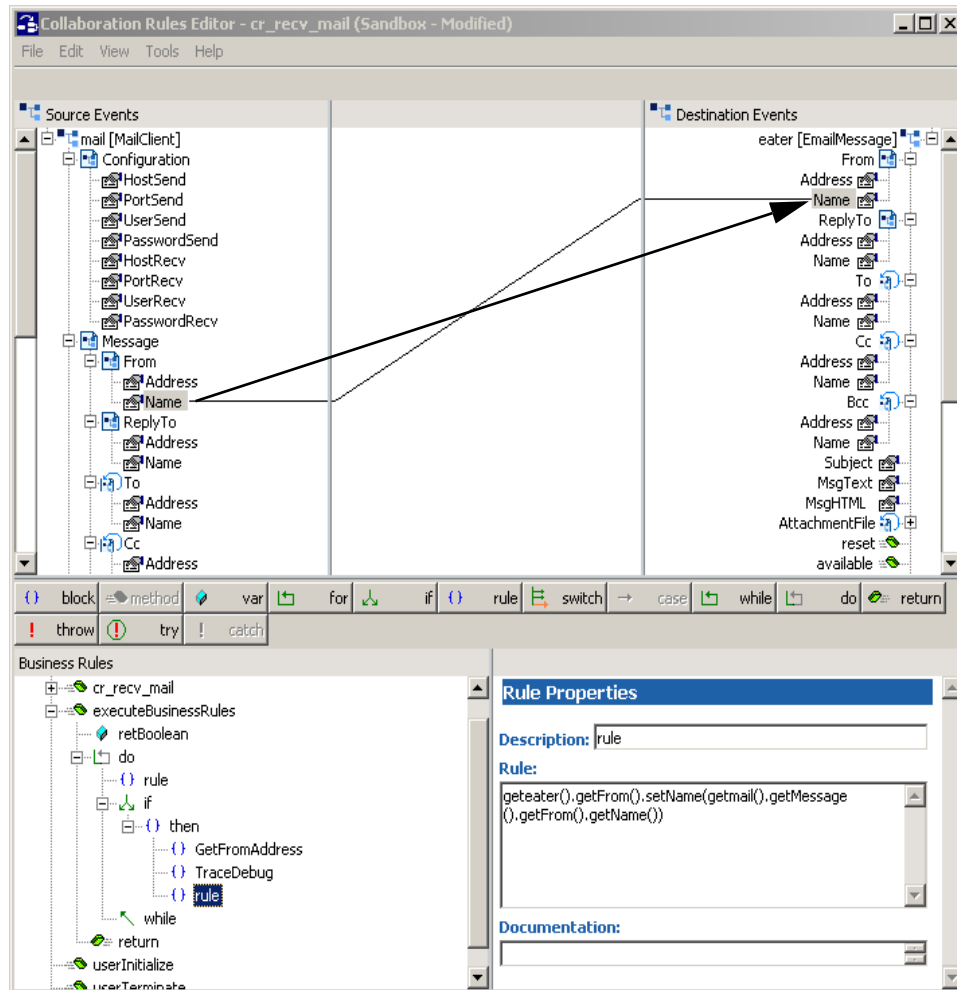 Collaboration Rules Editor - cr_recv_mail (Sandbox - Modified)
File Edit View Tools Help
Source Events
mail [MailClient]
Configuration
HostSend
PortSend
UserSend
PasswordSend
HostRecv
PortRecv
UserRecv
PasswordRecv
Message
From
Address
Name
ReplyTo
Address
Name
To
Address
Name
Cc
Address
Destination Events
eater [EmailMessage]
From
Address
Name
ReplyTo
Address
Name
To
Address
Name
Cc
Address
Name
Bcc
Address
Name
Subject
MsgText
MsgHTML
AttachmentFile
reset
available
block method var for if rule switch case while do return
throw try catch
Business Rules
cr_recv_mail
executeBusinessRules
retBoolean
do
rule
if
then
GetFromAddress
TraceDebug
rule
while
return
userInitialize
userTerminate
Rule Properties
Description: rule
Rule:
geteater().getFrom().setName(getmail().getMessage
().getFrom().getName())
Documentation: